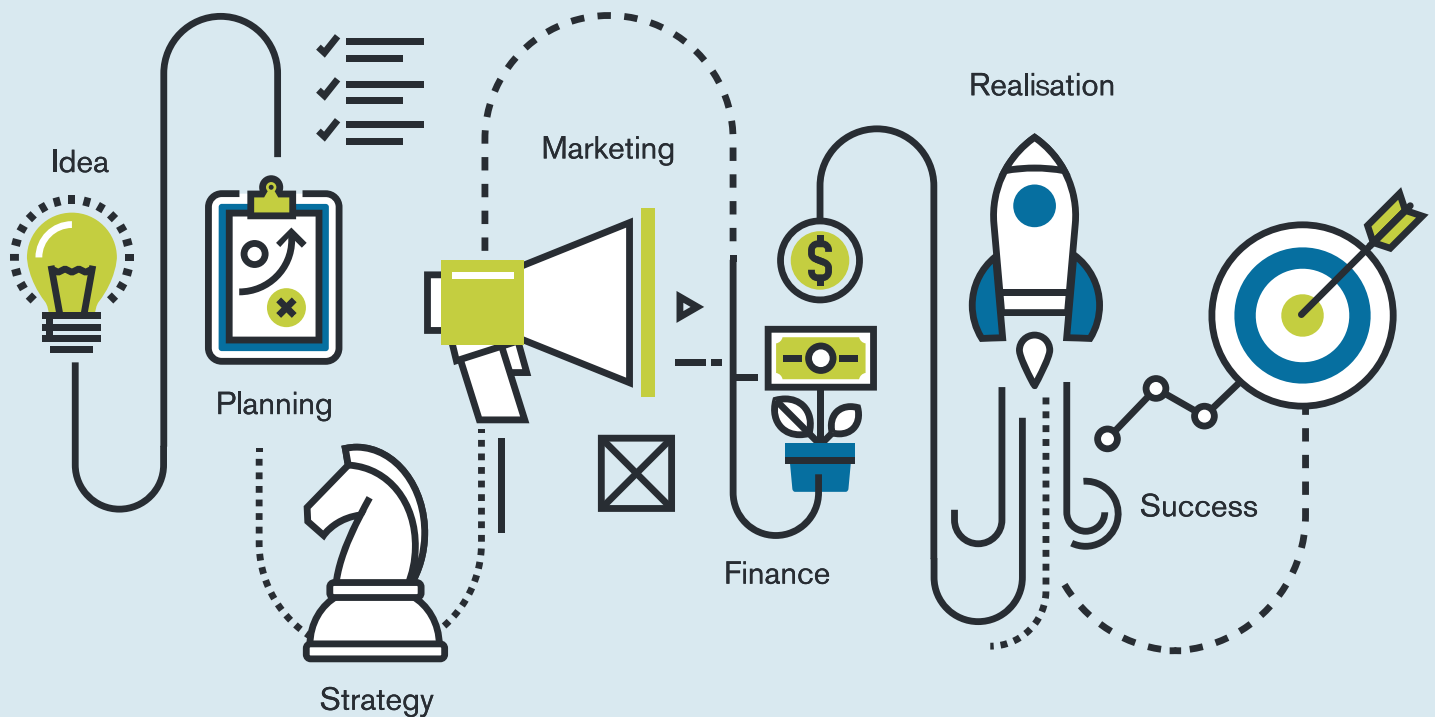 Idea
Planning
Strategy
Marketing
$
Finance
Realisation
Success